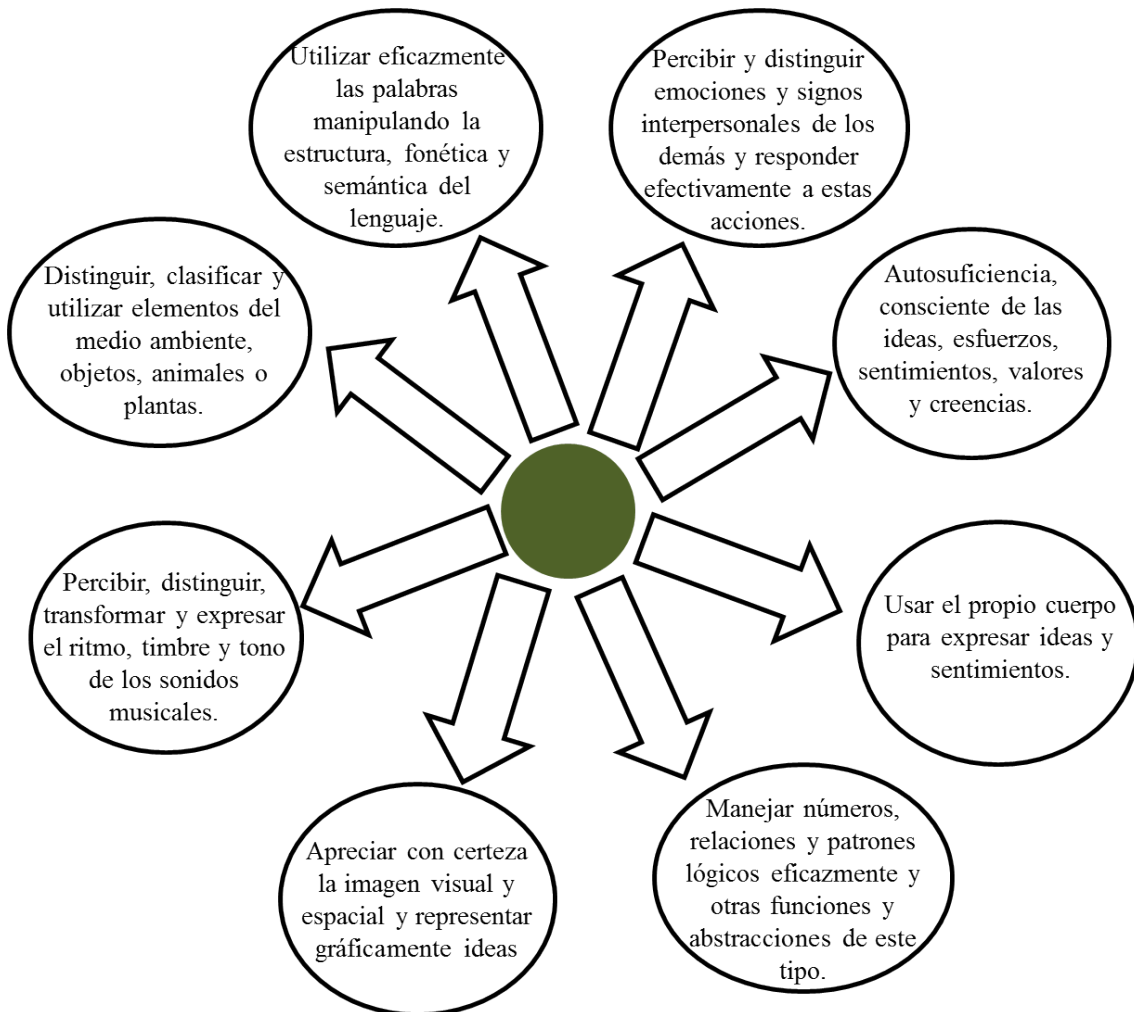 Utilizar eficazmente
las palabras
manipulando la
estructura, fonética y
semántica del
lenguaje.
Percibir y distinguir
emociones y signos
interpersonales de los
demás y responder
efectivamente a estas
acciones.
Distinguir, clasificar y
utilizar elementos del
medio ambiente,
objetos, animales o
plantas.
Autosuficiencia,
consciente de las
ideas, esfuerzos,
sentimientos, valores
y creencias.
Percibir, distinguir,
transformar y expresar
el ritmo, timbre y tono
de los sonidos
musicales.
Usar el propio cuerpo
para expresar ideas y
sentimientos.
Apreciar con certeza
la imagen visual y
espacial y representar
gráficamente ideas
Manejar números,
relaciones y patrones
lógicos eficazmente y
otras funciones y
abstracciones de este
tipo.